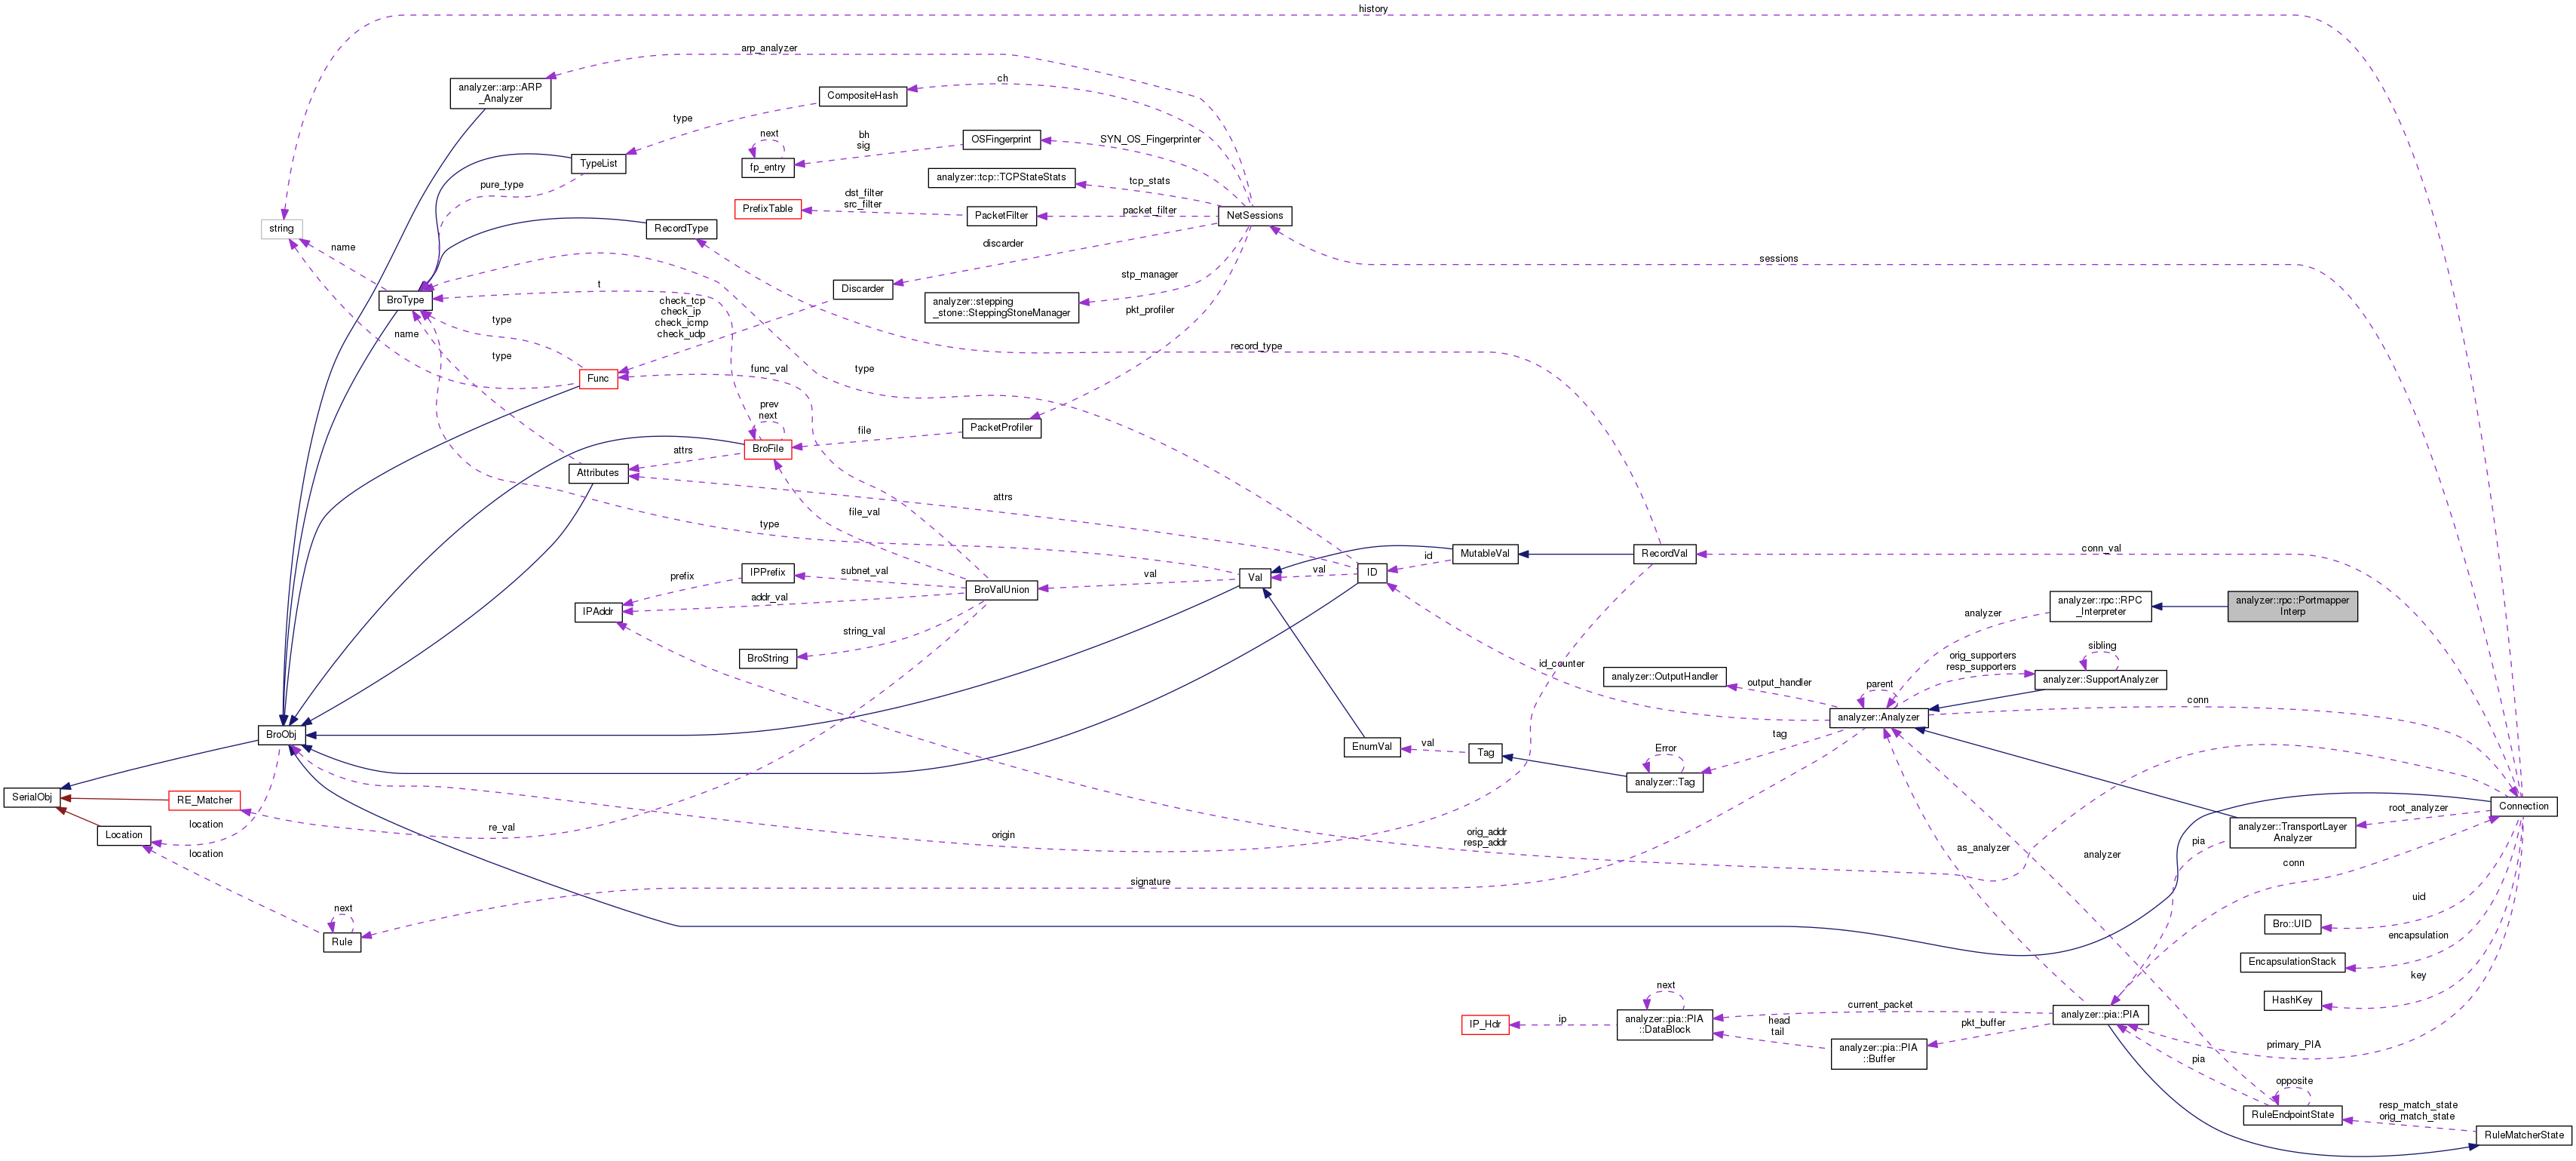 history
arp_analyzer
analyzer::arp::ARP
_Analyzer
ch
CompositeHash
type
next
fp_entry
bh
sig
OSFingerprint
SYN_OS_Fingerprinter
TypeList
analyzer::tcp::TCPStateStats
tcp_stats
pure_type
dst_filter
src_filter
PrefixTable
PacketFilter
packet_filter
NetSessions
string
RecordType
name
discarder
sessions
stp_manager
BroType
t
Discarder
analyzer::stepping
_stone::SteppingStoneManager
check_tcp
check_ip
check_icmp
check_udp
pkt_profiler
type
name
record_type
type
func_val
type
Func
prev
next
PacketProfiler
file
BroFile
attrs
Attributes
attrs
file_val
type
MutableVal
RecordVal
conn_val
id
IPPrefix
subnet_val
prefix
val
Val
val
ID
BroValUnion
addr_val
IPAddr
analyzer::rpc::RPC
_Interpreter
analyzer::rpc::Portmapper
Interp
analyzer
string_val
BroString
sibling
orig_supporters
resp_supporters
id_counter
analyzer::OutputHandler
output_handler
analyzer::SupportAnalyzer
parent
conn
analyzer::Analyzer
BroObj
tag
EnumVal
val
Tag
Error
analyzer::Tag
SerialObj
RE_Matcher
Connection
root_analyzer
Location
location
re_val
origin
orig_addr
resp_addr
analyzer::TransportLayer
Analyzer
pia
location
as_analyzer
analyzer
conn
signature
uid
next
Rule
Bro::UID
encapsulation
EncapsulationStack
key
next
HashKey
current_packet
IP_Hdr
ip
analyzer::pia::PIA
::DataBlock
head
tail
pkt_buffer
analyzer::pia::PIA
analyzer::pia::PIA
::Buffer
primary_PIA
pia
opposite
RuleEndpointState
resp_match_state
orig_match_state
RuleMatcherState